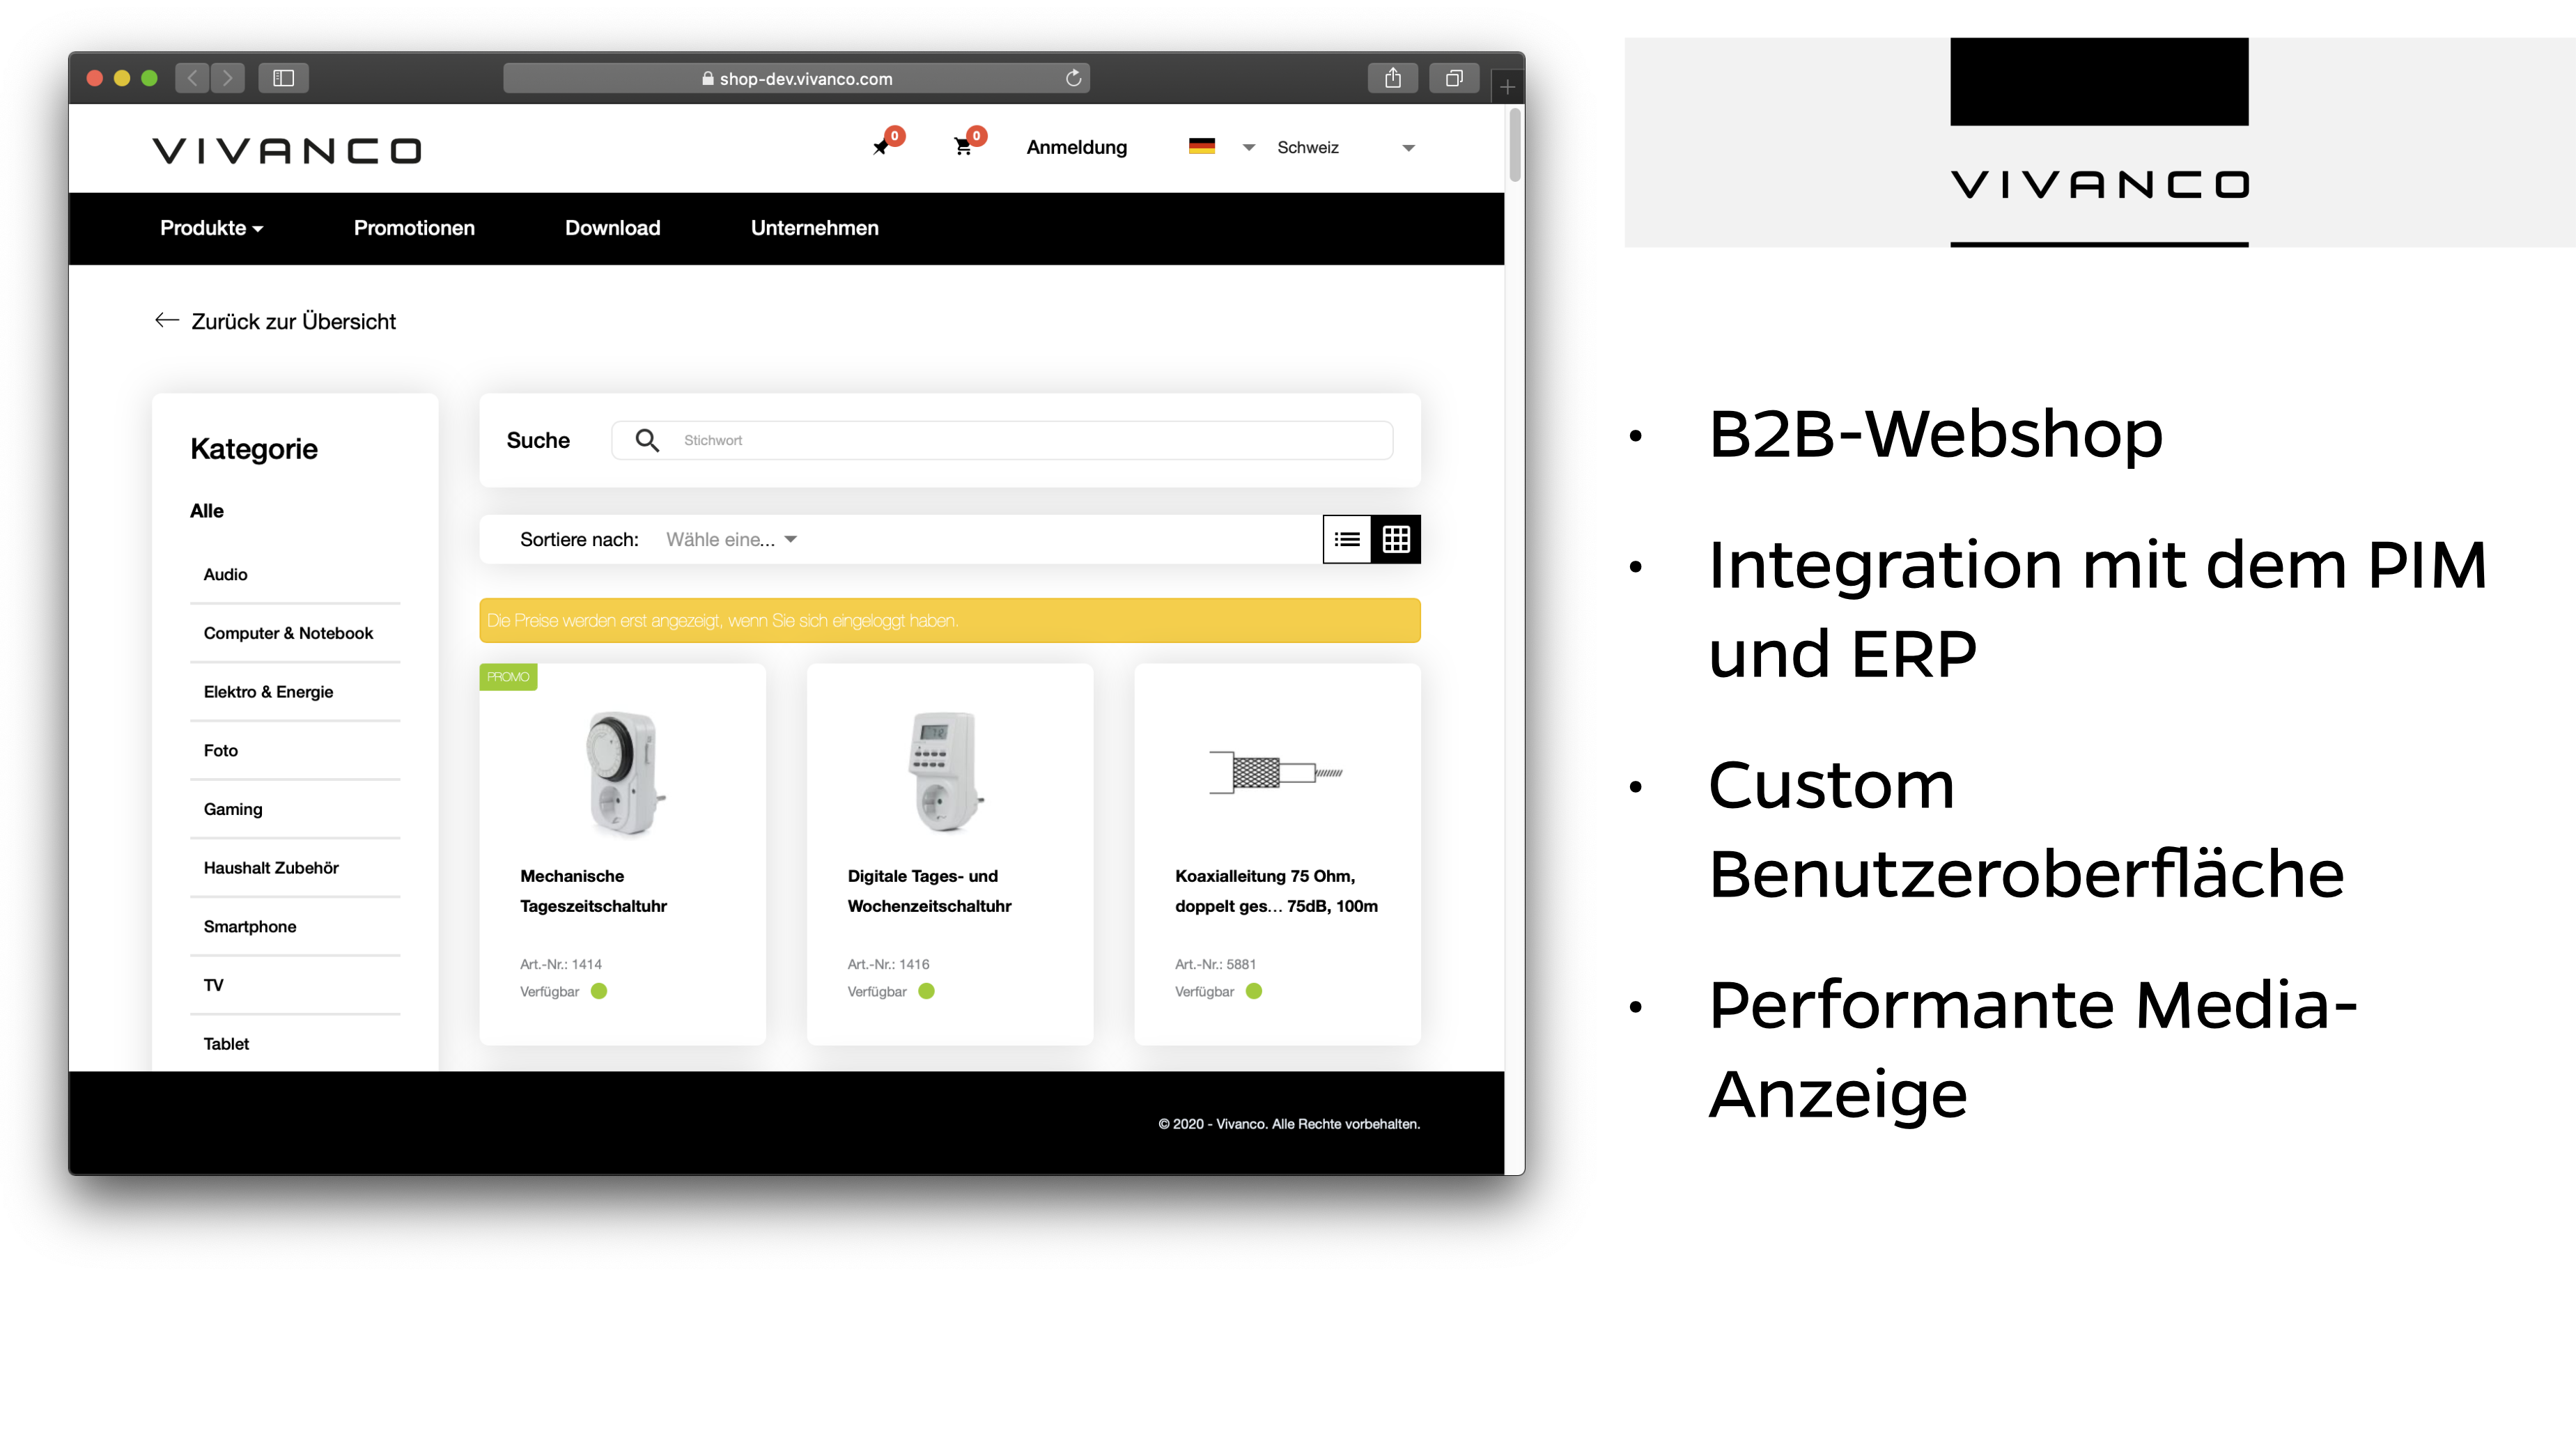 shop-dev.vivanco.com
VIVANCO
0
0
Anmeldung
Schweiz
Produkte
Promotionen
Download
Unternehmen
Zurück zur Übersicht
Kategorie
Alle
Audio
Computer & Notebook
Elektro & Energie
Foto
Gaming
Haushalt Zubehör
Smartphone
TV
Tablet
Suche
Stichwort
Sortiere nach:
Wähle eine...
Die Preise werden erst angezeigt, wenn Sie sich eingeloggt haben.
PROMO
Mechanische
Tageszeitschaltuhr
Art.-Nr.: 1414
Verfügbar
Digitale Tages- und
Wochenzeitschaltuhr
Art.-Nr.: 1416
Verfügbar
Koaxialleitung 75 Ohm,
doppelt ges... 75dB, 100m
Art.-Nr.: 5881
Verfügbar
© 2020 - Vivanco. Alle Rechte vorbehalten.
VIVANCO
• B2B-Webshop
• Integration mit dem PIM
und ERP
• Custom
Benutzeroberfläche
• Performante Media-
Anzeige